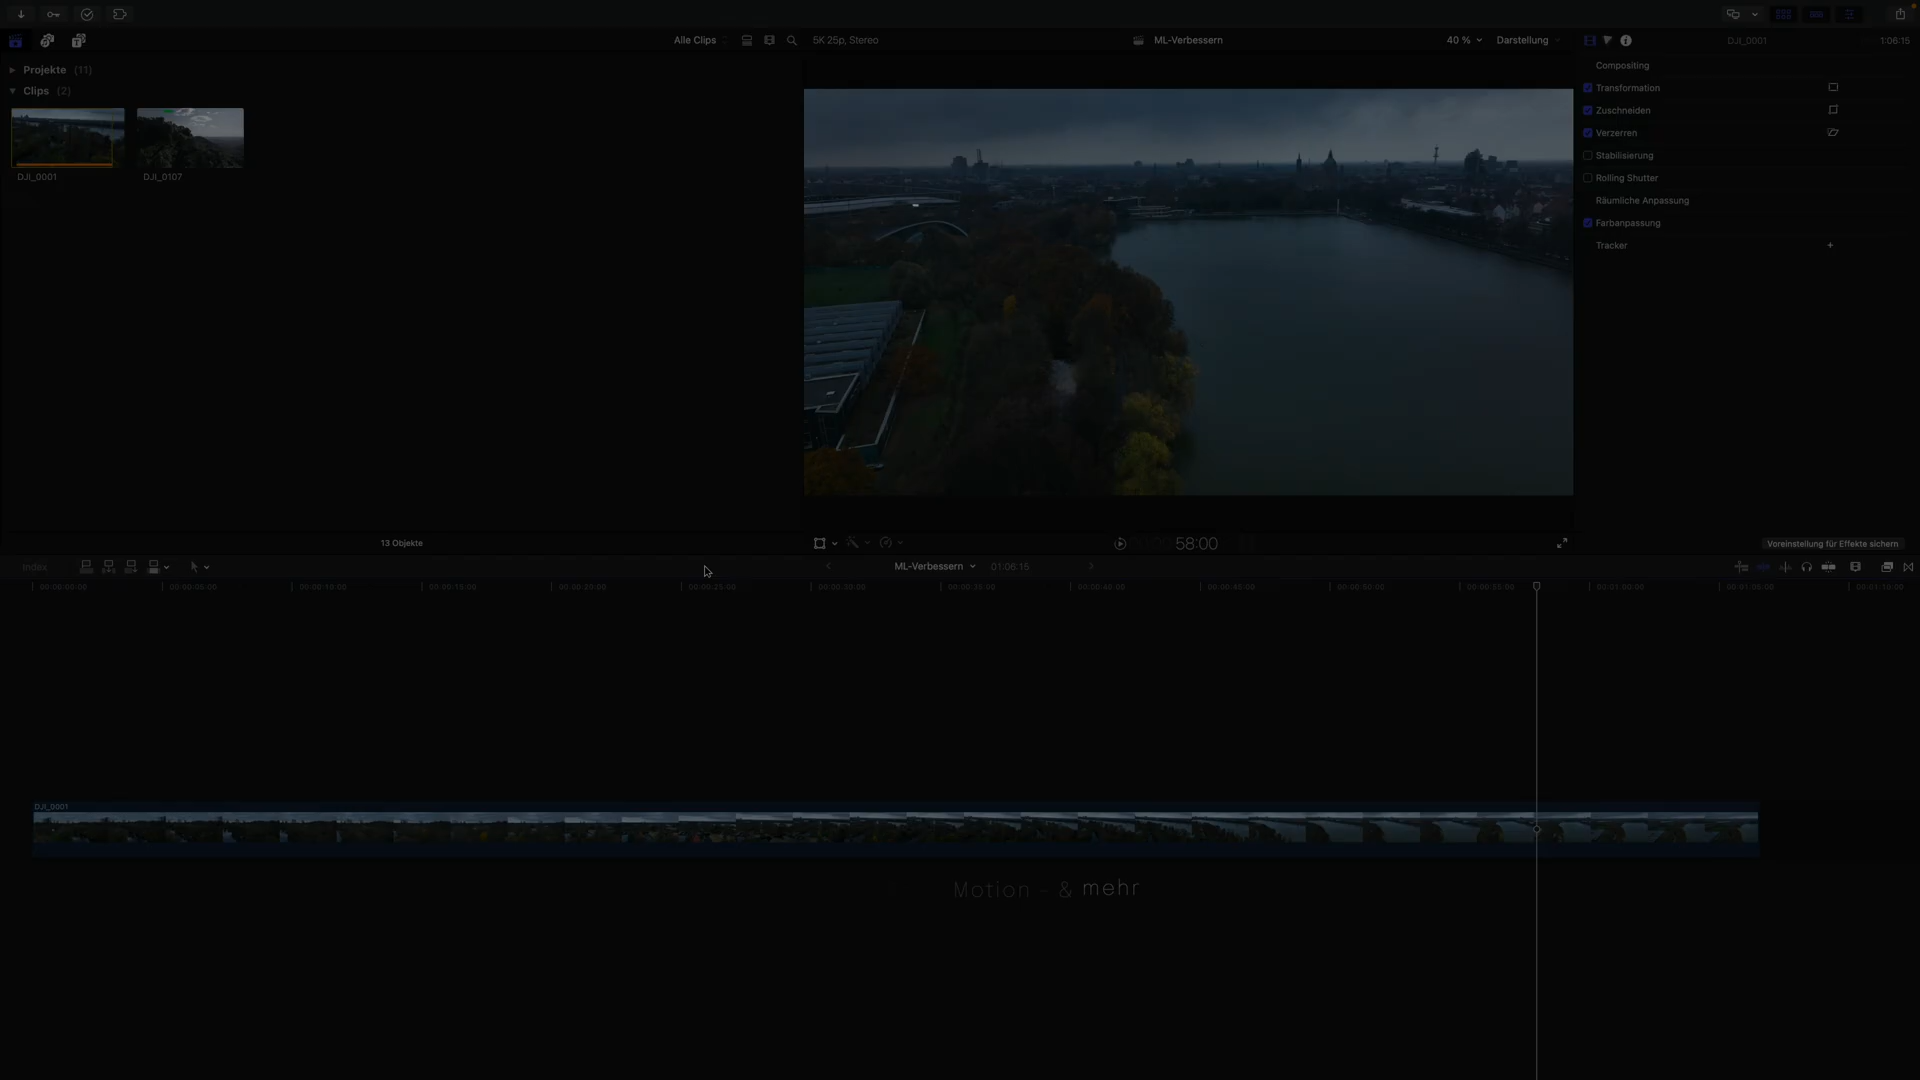 Alle Clips
5K 25p, Stereo
ML-Verbessern
40 %
Darstellung
DJI_0001
1:06:15
Projekte (11)
Clips (2)
DJI_0001
DJI_0107
Compositing
Transformation
Zuschneiden
Verzerren
Stabilisierung
Rolling Shutter
Räumliche Anpassung
Farbanpassung
Tracker
13 Objekte
58:00
Voreinstellung für Effekte sichern
Index
ML-Verbessern
01:06:15
00:00:00:00
00:00:05:00
00:00:10:00
00:00:15:00
00:00:20:00
00:00:25:00
00:00:30:00
00:00:35:00
00:00:40:00
00:00:45:00
00:00:50:00
00:00:55:00
00:01:00:00
00:01:05:00
00:01:10:00
DJI_0001
Motion - & mehr